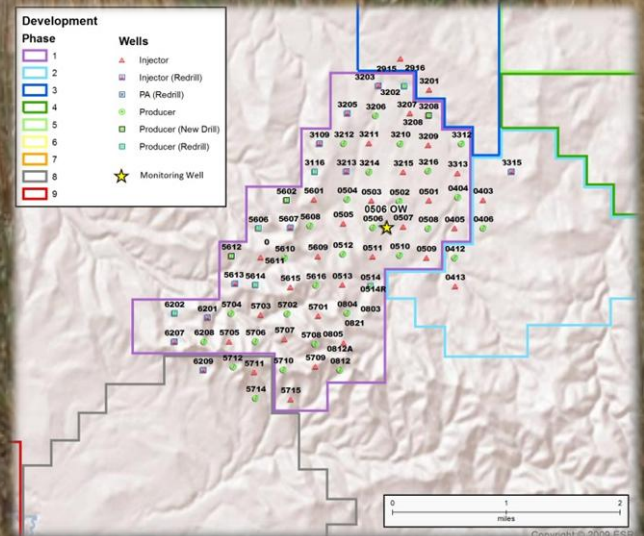 Development
Phase
1
2
3
4
5
6
7
8
9
Wells
Injector
Injector (Redrill)
PA (Redrill)
Producer
Producer (New Drill)
Producer (Redrill)
Monitoring Well
2915 2916
3203 3201
3202
3205 3206 3207 3208
3208
3109 3212 3211 3210 3209 3312
3116 3213 3214 3215 3216 3313 3315
5602 5601 0504 0503 0502 0501 0404 0403
0506 OW
5606 5607 5608 0505 0506 0507 0508 0405 0406
5612 0 5610 5609 0512 0511 0510 0509 0412
5611
5613 5614 5615 5616 0513 0514 0413
0514R
6202 6201 5704 5703 5702 5701 0804 0803
0821
6207 6208 5705 5706 5707 5708 0805
0812A
6209 5712 5711 5710 5709 0812
5714 5715
0 1 2
miles
Copyright © 2009 ESR